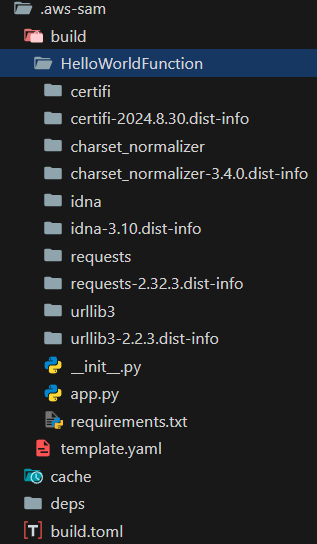 .aws-sam
build
HelloWorldFunction
certifi
certifi-2024.8.30.dist-info
charset_normalizer
charset_normalizer-3.4.0.dist-info
idna
idna-3.10.dist-info
requests
requests-2.32.3.dist-info
urllib3
urllib3-2.2.3.dist-info
__init__.py
app.py
requirements.txt
template.yaml
cache
deps
build.toml